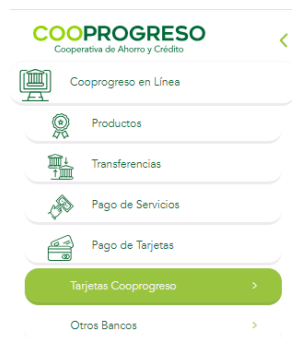 COOPROGRESO
Cooperativa de Ahorro y Crédito
Cooprogreso en Línea
Productos
Transferencias
Pago de Servicios
Pago de Tarjetas
Tarjetas Cooprogreso
Otros Bancos